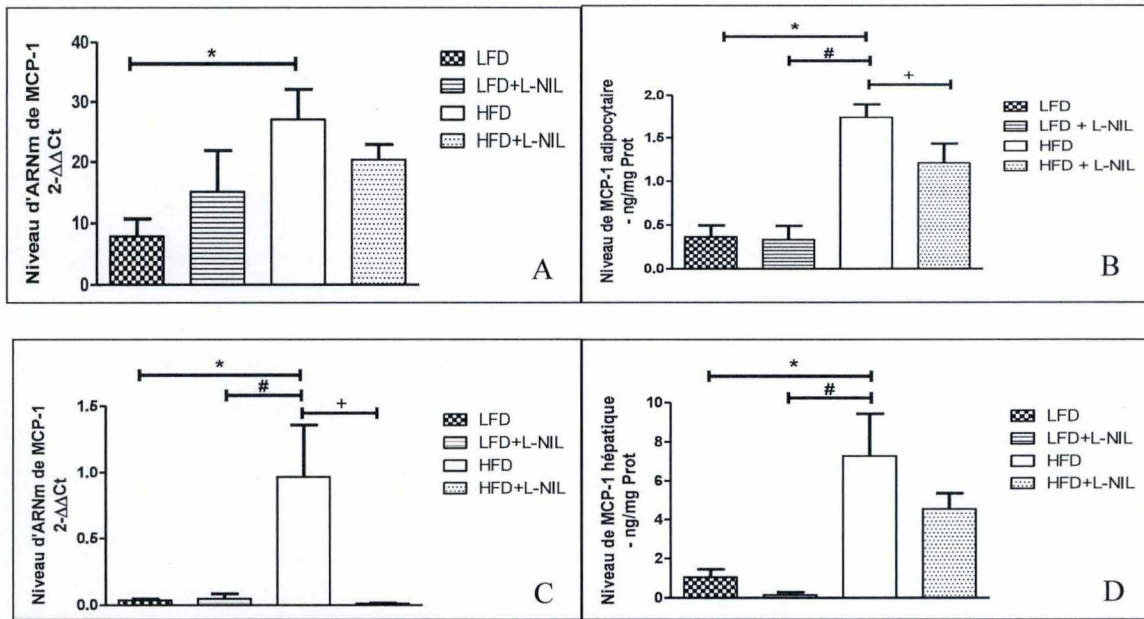 Niveau d'ARNm de MCP-1
2-ΔΔCt
40
30
20
10
0
*
LFD
LFD+L-NIL
HFD
HFD+L-NIL
A
Niveau de MCP-1 adipocytaire
- ng/mg Prot
2.0
1.5
1.0
0.5
0.0
*
#
+
LFD
LFD + L-NIL
HFD
HFD + L-NIL
B
Niveau d'ARNm de MCP-1
2-ΔΔCt
1.5
1.0
0.5
0.0
*
#
+
LFD
LFD+L-NIL
HFD
HFD+L-NIL
C
Niveau de MCP-1 hépatique
- ng/mg Prot
10
8
6
4
2
0
*
#
LFD
LFD+L-NIL
HFD
HFD+L-NIL
D